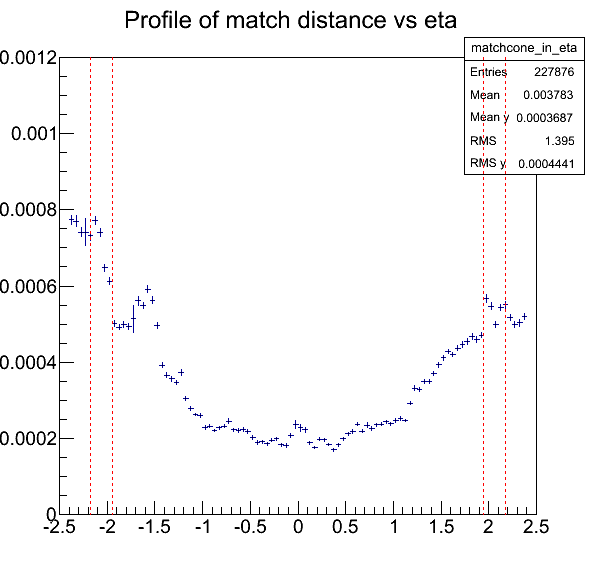 Profile of match distance vs eta
matchcone_in_eta
Entries 227876
Mean 0.003783
Mean y 0.0003687
RMS 1.395
RMS y 0.0004441
0.0012
0.001
0.0008
0.0006
0.0004
0.0002
0
-2.5 -2 -1.5 -1 -0.5 0 0.5 1 1.5 2 2.5